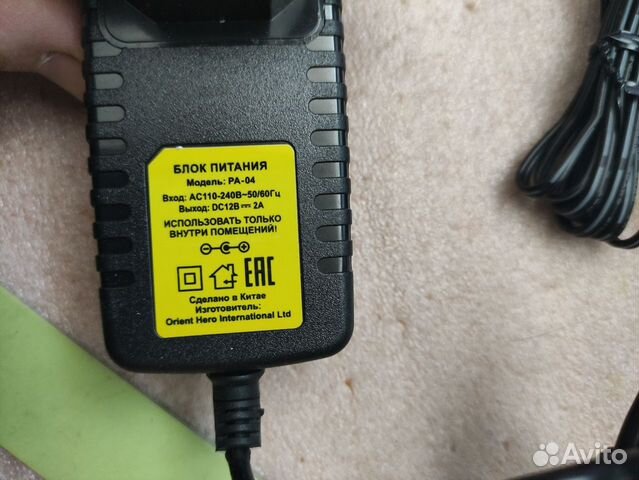 БЛОК ПИТАНИЯ
Модель: PA-04
Вход: AC110-240В~50/60Гц
Выход: DC12В⎓2А
ИСПОЛЬЗОВАТЬ ТОЛЬКО
ВНУТРИ ПОМЕЩЕНИЙ!
EAC
Сделано в Китае
Изготовитель:
Orient Hero International Ltd
Avito